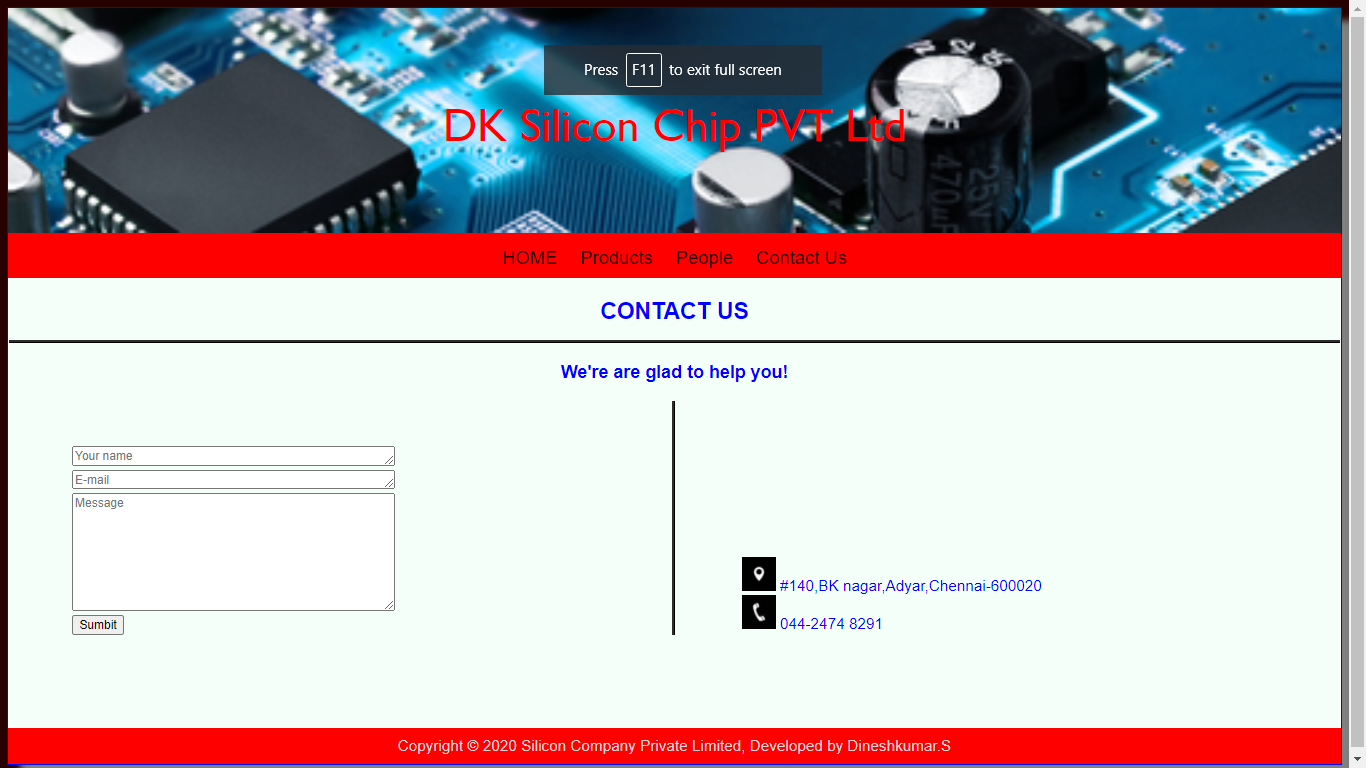 Press F11 to exit full screen
DK Silicon Chip PVT Ltd
25V
470µF
HOME Products People Contact Us
CONTACT US
We're are glad to help you!
Your name
E-mail
Message
Sumbit
#140,BK nagar,Adyar,Chennai-600020
044-2474 8291
Copyright © 2020 Silicon Company Private Limited, Developed by Dineshkumar.S